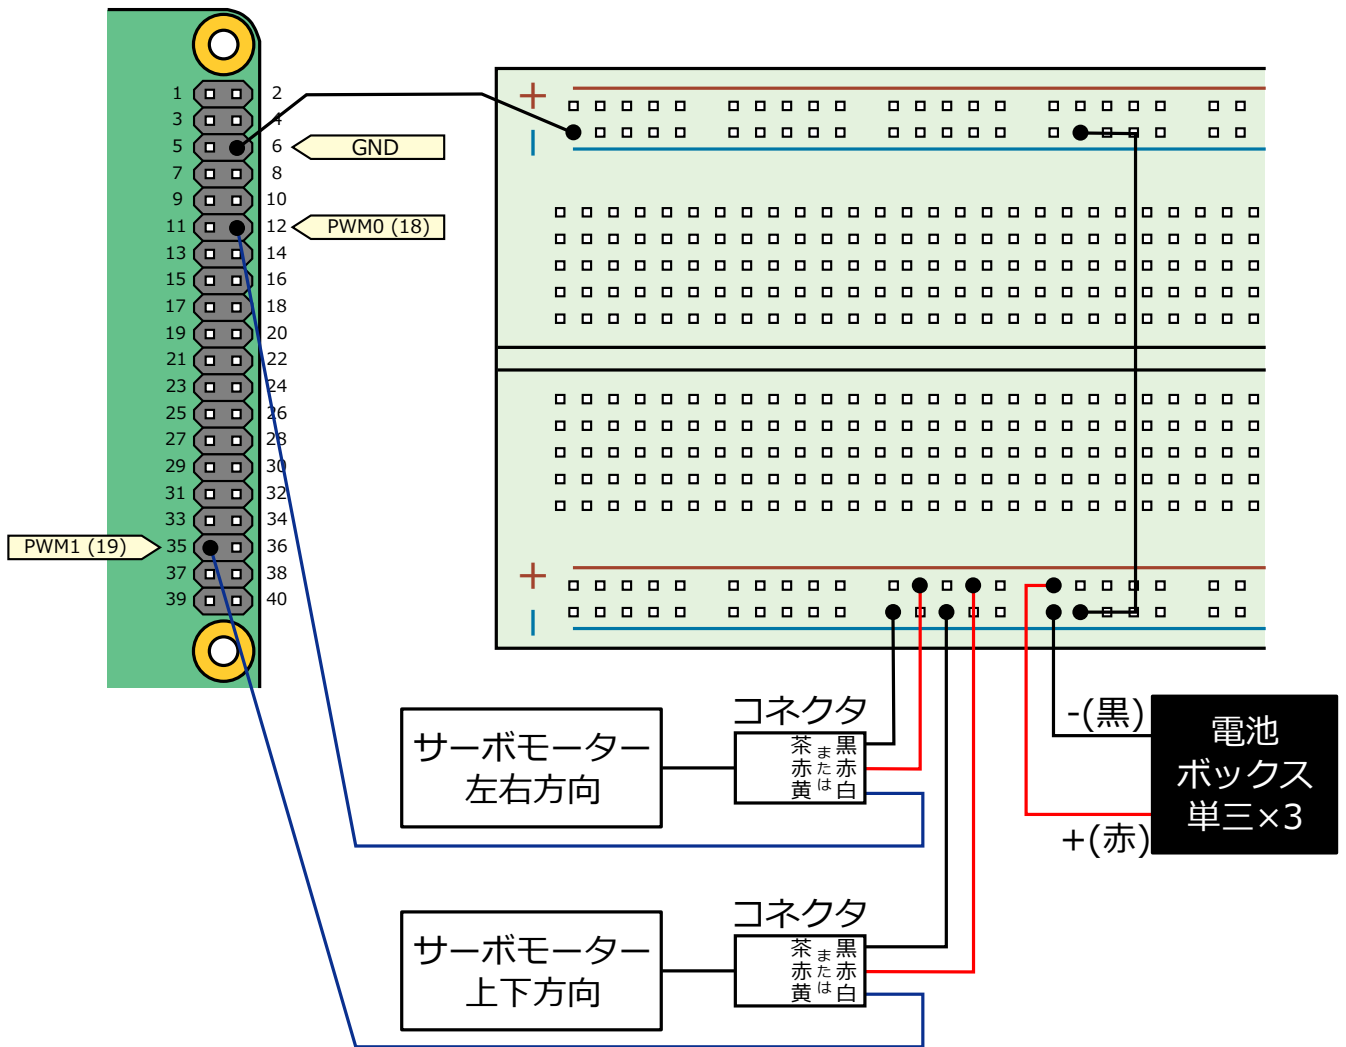 1 2
3 4
5 6 GND
7 8
9 10
11 12 PWM0 (18)
13 14
15 16
17 18
19 20
21 22
23 24
25 26
27 28
29 30
31 32
33 34
PWM1 (19) 35 36
37 38
39 40
+
-
+
-
コネクタ
サーボモーター
左右方向
茶 または 黒
赤 赤
黄 白
-(黒)
+(赤)
電池
ボックス
単三×3
コネクタ
サーボモーター
上下方向
茶 または 黒
赤 赤
黄 白